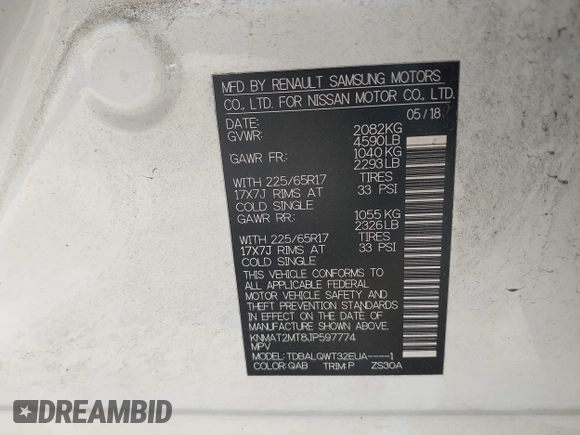 MFD BY RENAULT SAMSUNG MOTORS
CO., LTD. FOR NISSAN MOTOR CO., LTD.
DATE: 05/18
GVWR: 2082KG
4590LB
GAWR FR: 1040KG
2293LB
WITH 225/65R17 TIRES
17X7J RIMS AT 33 PSI
COLD SINGLE
GAWR RR: 1055 KG
2326LB
WITH 225/65R17 TIRES
17X7J RIMS AT 33 PSI
COLD SINGLE
THIS VEHICLE CONFORMS TO
ALL APPLICABLE FEDERAL
MOTOR VEHICLE SAFETY AND
THEFT PREVENTION STANDARDS
IN EFFECT ON THE DATE OF
MANUFACTURE SHOWN ABOVE.
KNMAT2MT8JP597774
MPV
MODEL: TDBALQWT32EUA----1
COLOR: QAB TRIM: P ZS30A
DREAMBID